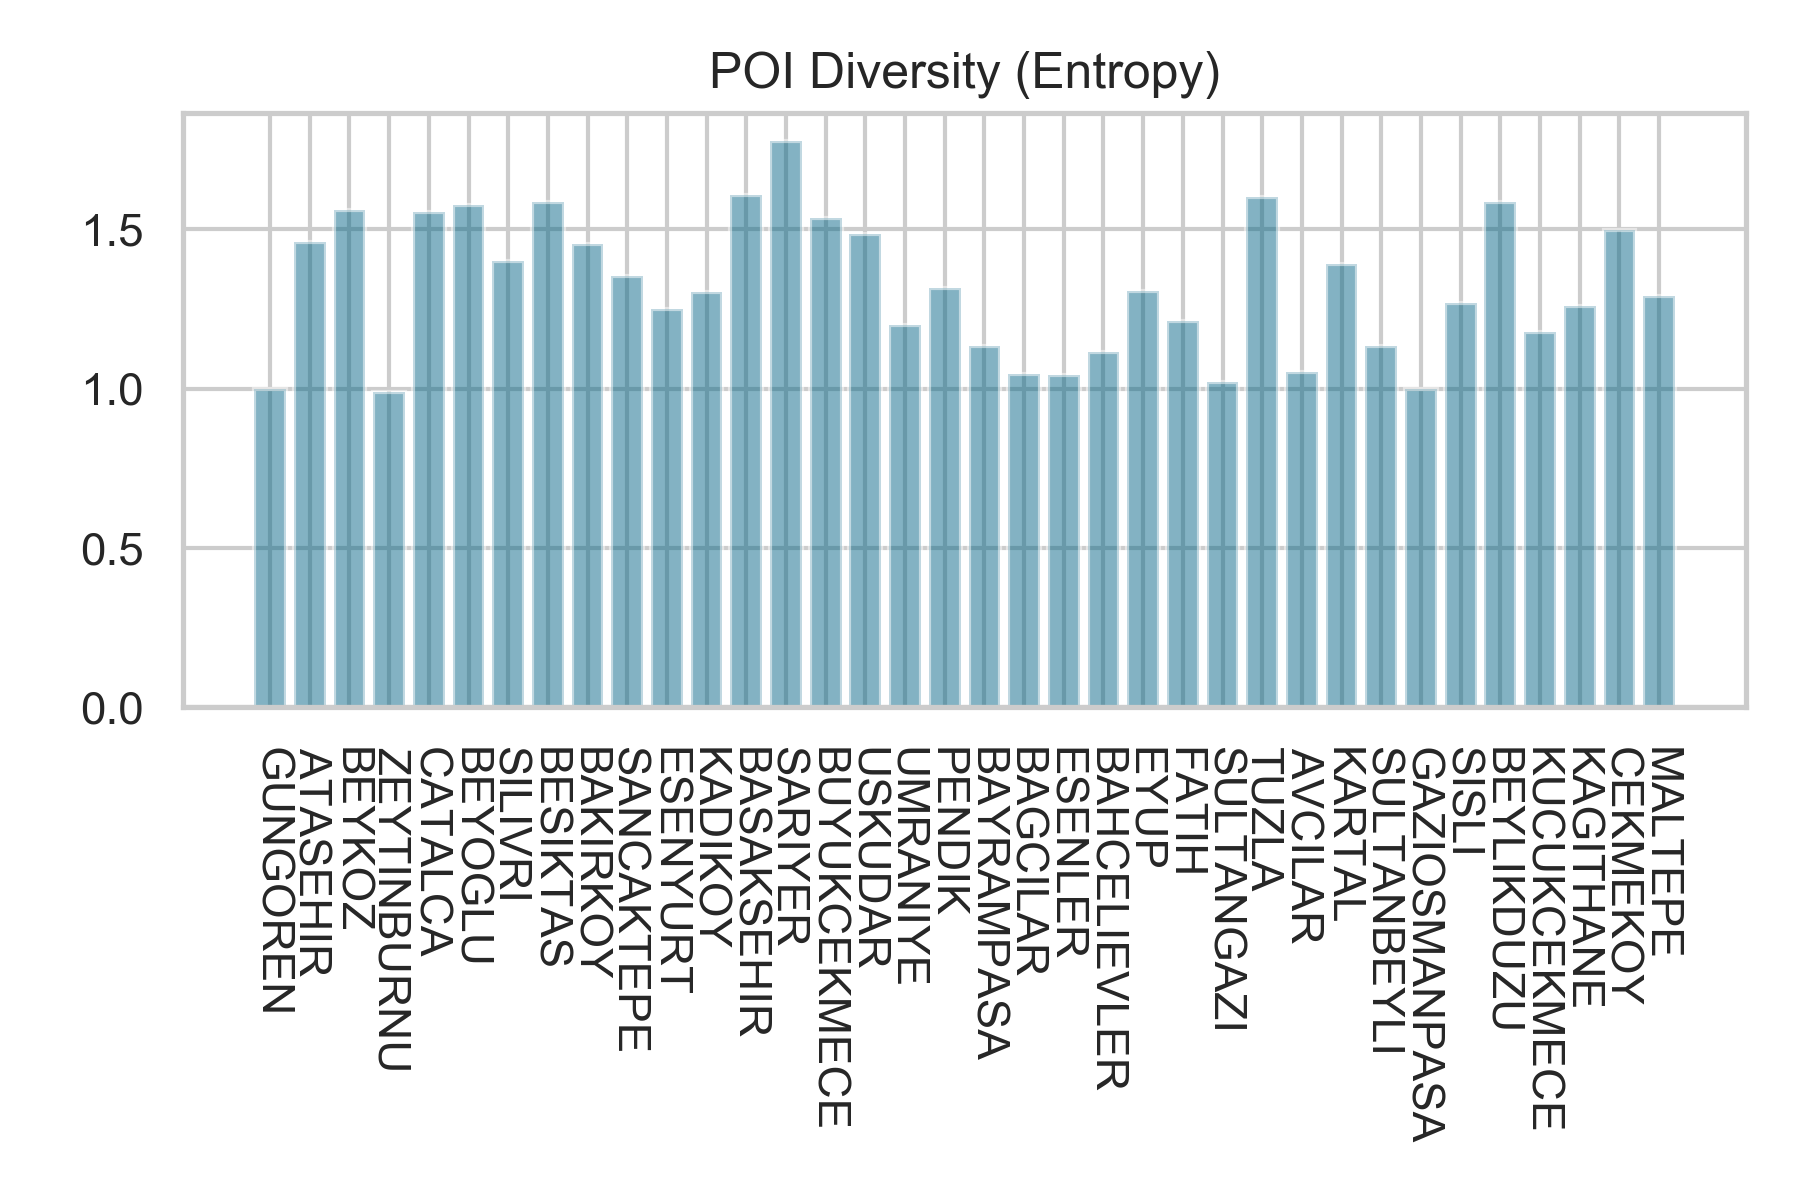 POI Diversity (Entropy)
1.5
1.0
0.5
0.0
GUNGOREN
ATASEHIR
BEYKOZ
ZEYTINBURNU
CATALCA
BEYOGLU
SILIVRI
BESIKTAS
BAKIRKOY
SANCAKTEPE
ESENYURT
KADIKOY
BASAKSEHIR
SARIYER
BUYUKCEKMECE
USKUDAR
UMRANIYE
PENDIK
BAYRAMPASA
BAGCILAR
ESENLER
BAHCELIEVLER
EYUP
FATIH
SULTANGAZI
TUZLA
AVCILAR
KARTAL
SULTANBEYLI
GAZIOSMANPASA
SISLI
BEYLIKDUZU
KUCUKCEKMECE
KAGITHANE
CEKMEKOY
MALTEPE